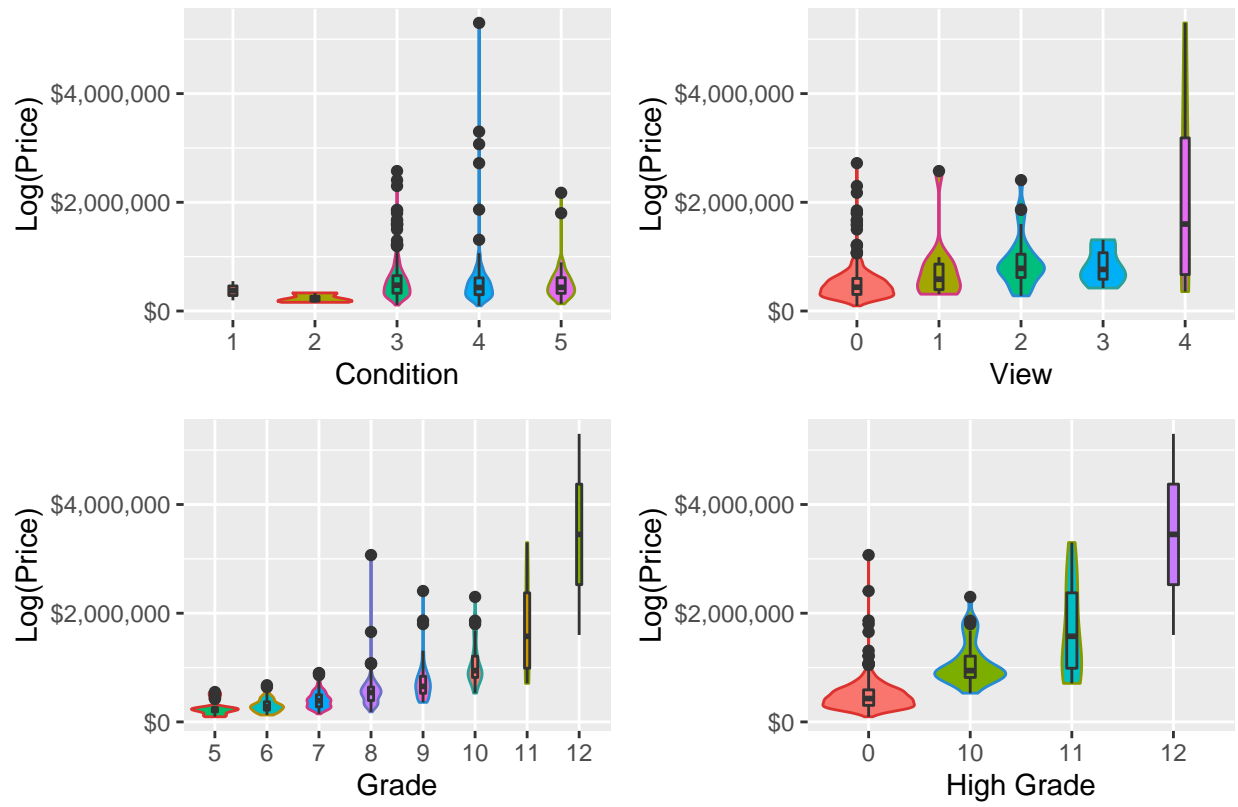 Log(Price)
$4,000,000
$2,000,000
$0
1 2 3 4 5
Condition
Log(Price)
$4,000,000
$2,000,000
$0
0 1 2 3 4
View
Log(Price)
$4,000,000
$2,000,000
$0
5 6 7 8 9 10 11 12
Grade
Log(Price)
$4,000,000
$2,000,000
$0
0 10 11 12
High Grade